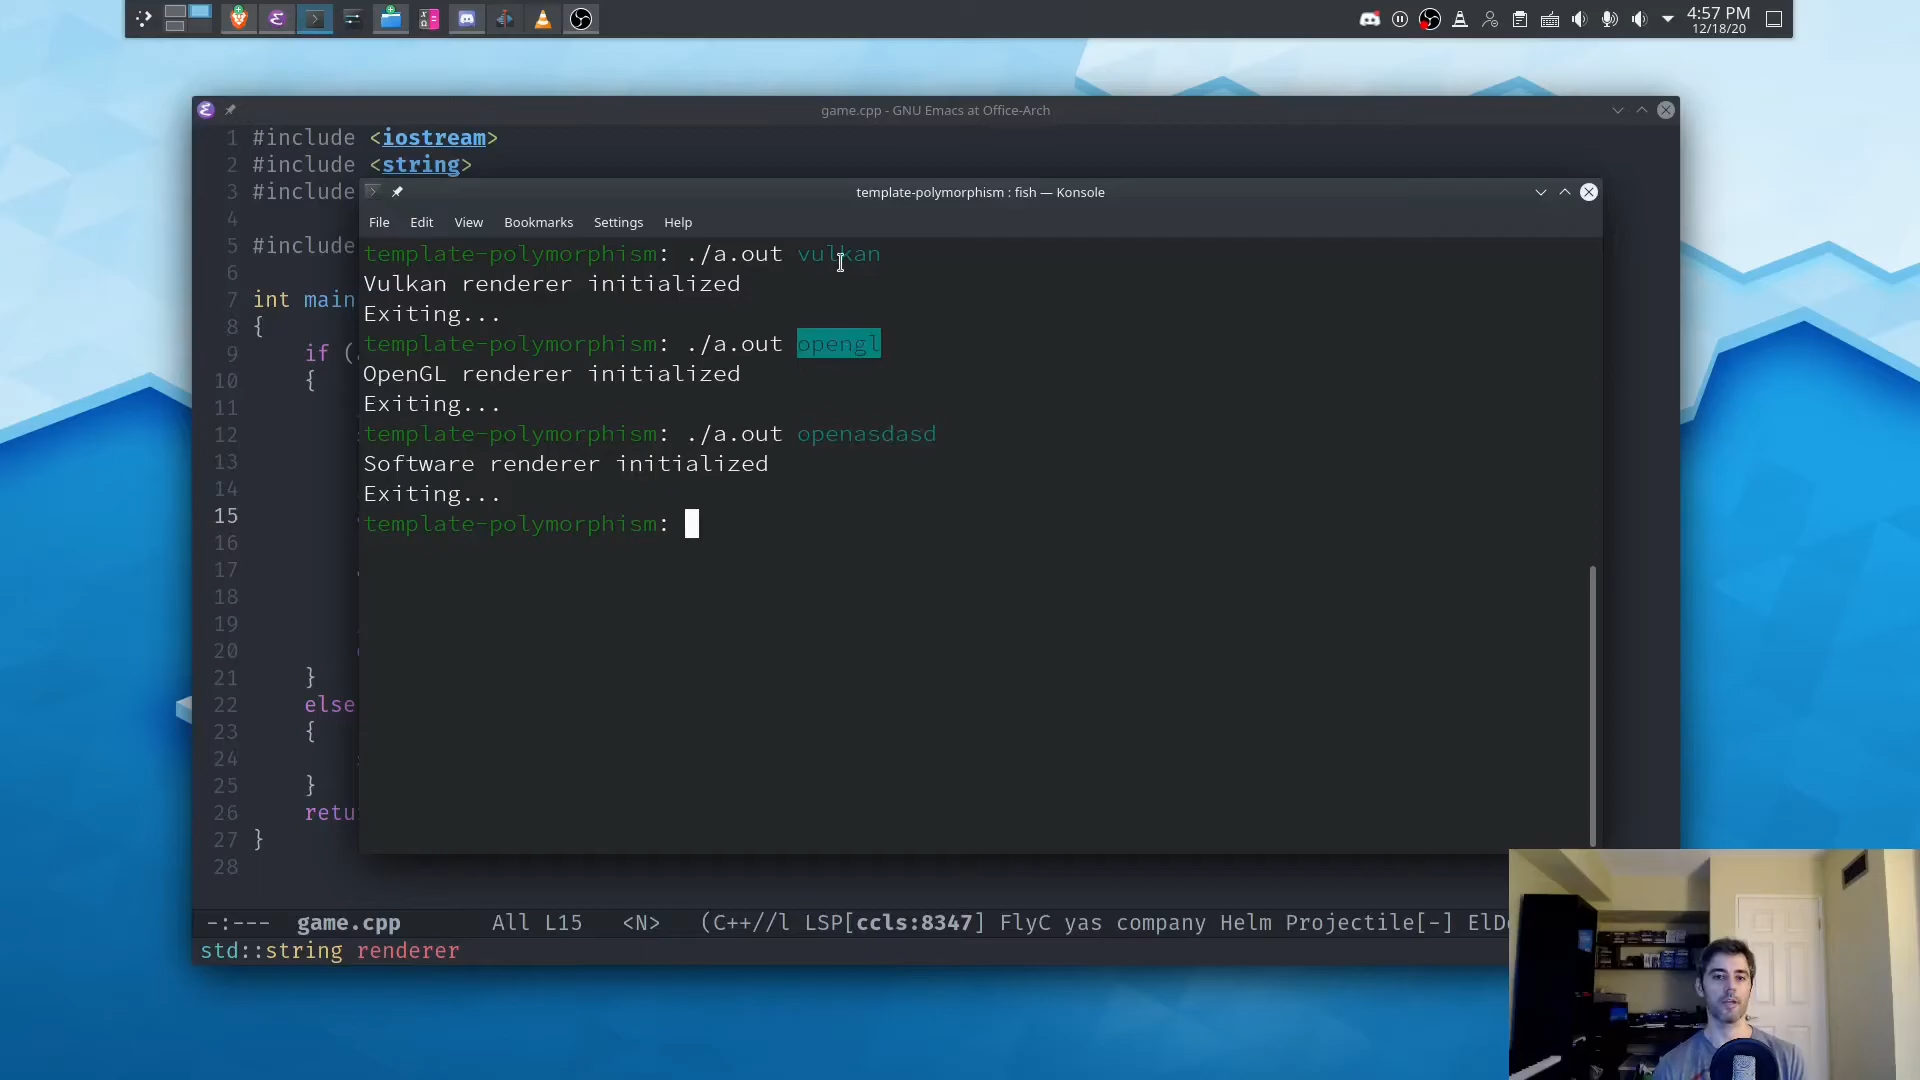 4:57 PM
12/18/20
game.cpp - GNU Emacs at Office-Arch
1 #include <iostream>
2 #include <string>
3 #include
4
5 #include
6
7 int main
8 {
9 if (
10 {
11
12
13
14
15
16
17
18
19
20
21 }
22 else
23 {
24
25 }
26 retu
27 }
28
template-polymorphism : fish — Konsole
File Edit View Bookmarks Settings Help
template-polymorphism: ./a.out vulkan
Vulkan renderer initialized
Exiting...
template-polymorphism: ./a.out opengl
OpenGL renderer initialized
Exiting...
template-polymorphism: ./a.out openasdasd
Software renderer initialized
Exiting...
template-polymorphism:
-:--- game.cpp All L15 <N> (C++//l LSP[ccls:8347] FlyC yas company Helm Projectile[-] ElDo
std::string renderer